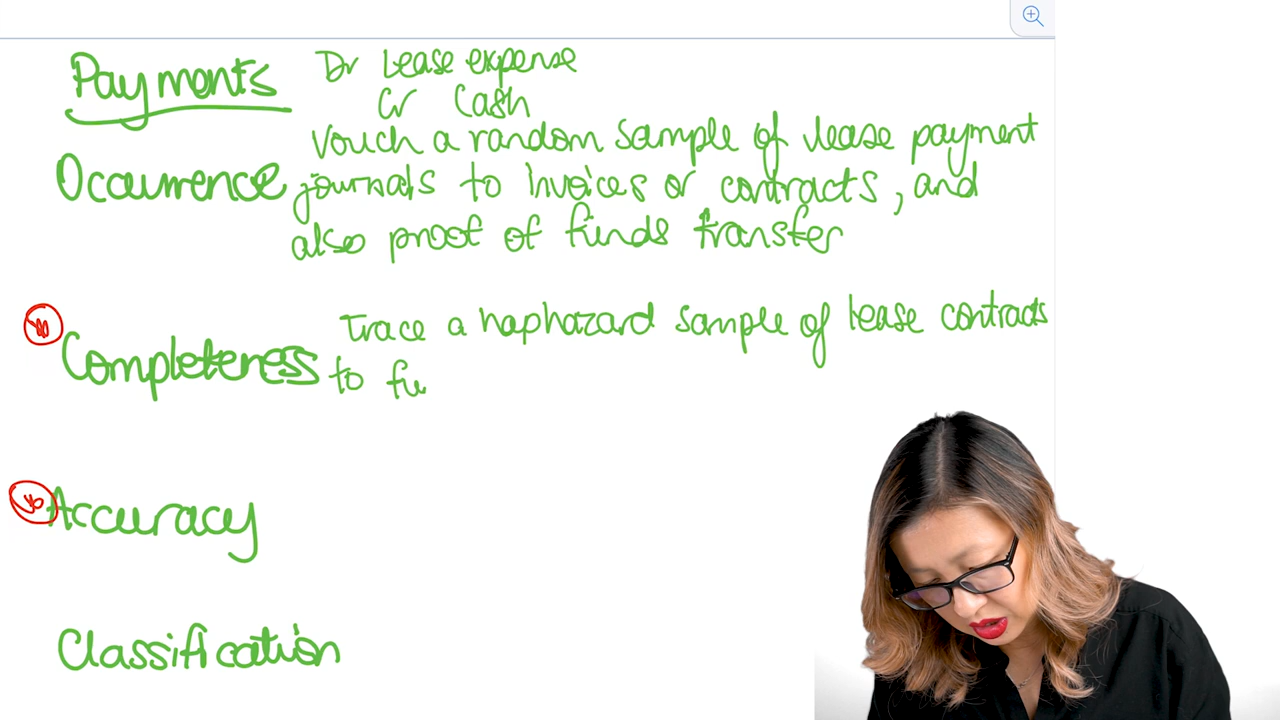 Payments
Dr Lease expense
Cr Cash
Occurrence
Vouch a random sample of lease payment
journals to invoices or contracts, and
also proof of funds transfer
Completeness
Trace a haphazard sample of lease contracts
to fu
Accuracy
Classification